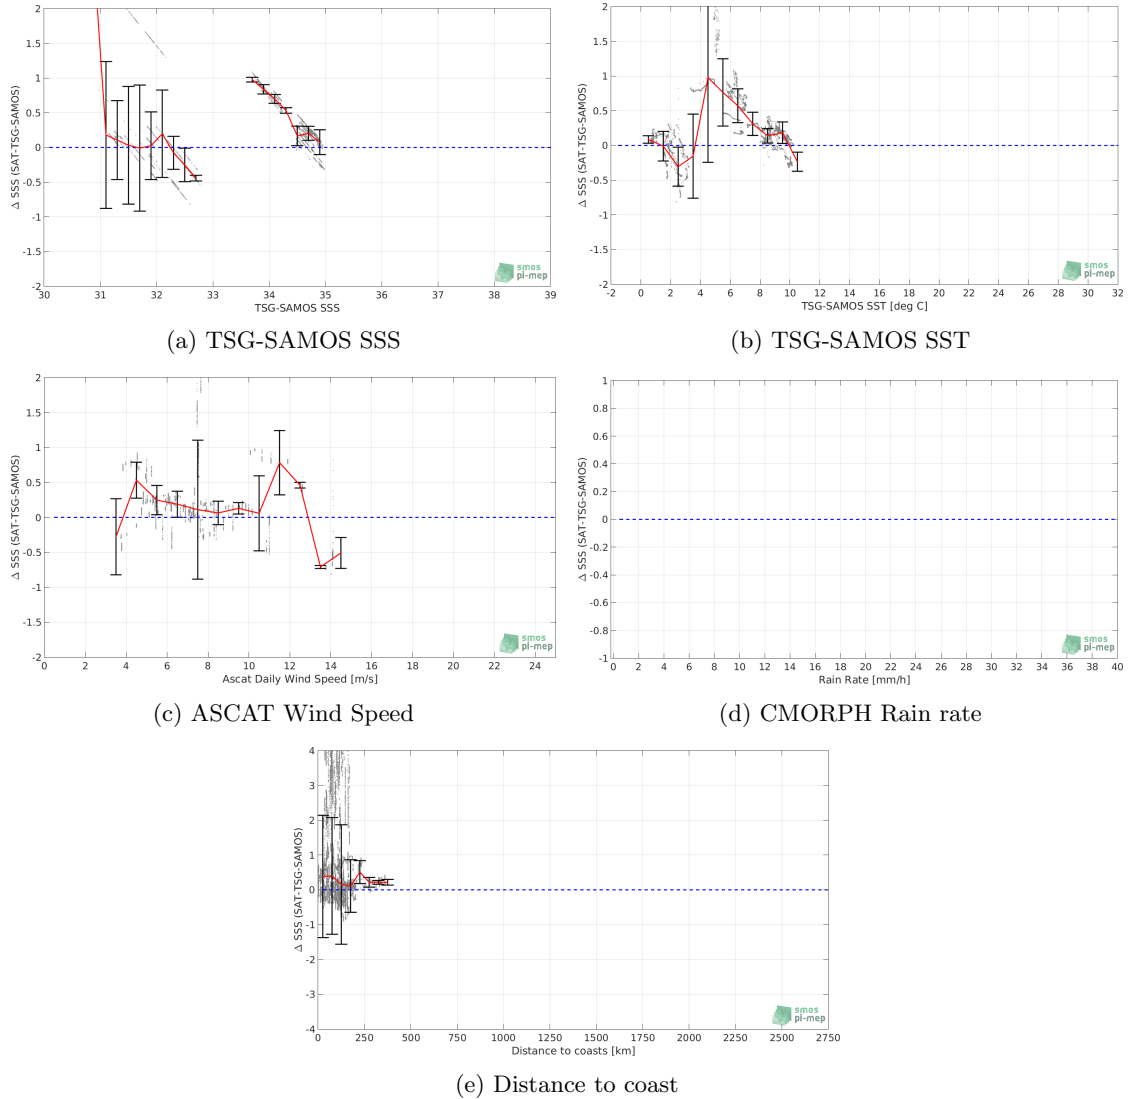 2
1.5
1
0.5
0
-0.5
-1
-1.5
-2
Δ SSS (SAT-TSG-SAMOS)
30 31 32 33 34 35 36 37 38 39
TSG-SAMOS SSS
smos
pi-mep
(a) TSG-SAMOS SSS
2
1.5
1
0.5
0
-0.5
-1
-1.5
-2
Δ SSS (SAT-TSG-SAMOS)
-2 0 2 4 6 8 10 12 14 16 18 20 22 24 26 28 30 32
TSG-SAMOS SST [deg C]
smos
pi-mep
(b) TSG-SAMOS SST
2
1.5
1
0.5
0
-0.5
-1
-1.5
-2
Δ SSS (SAT-TSG-SAMOS)
0 2 4 6 8 10 12 14 16 18 20 22 24
Ascat Daily Wind Speed [m/s]
smos
pi-mep
(c) ASCAT Wind Speed
1
0.8
0.6
0.4
0.2
0
-0.2
-0.4
-0.6
-0.8
-1
Δ SSS (SAT-TSG-SAMOS)
0 2 4 6 8 10 12 14 16 18 20 22 24 26 28 30 32 34 36 38 40
Rain Rate [mm/h]
smos
pi-mep
(d) CMORPH Rain rate
4
3
2
1
0
-1
-2
-3
-4
Δ SSS (SAT-TSG-SAMOS)
0 250 500 750 1000 1250 1500 1750 2000 2250 2500 2750
Distance to coasts [km]
smos
pi-mep
(e) Distance to coast